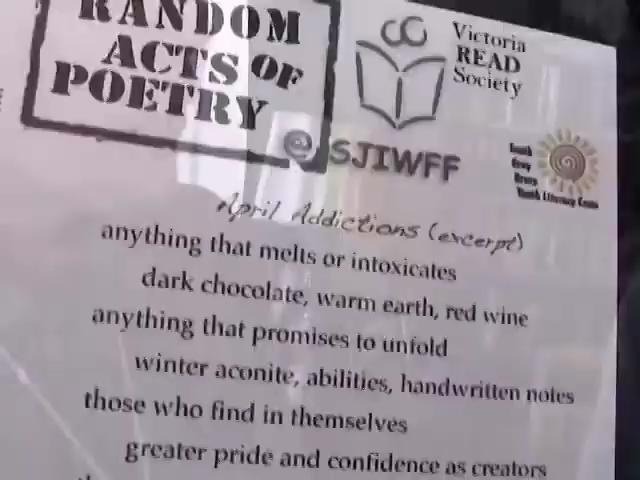 RANDOM
ACTS OF
POETRY
@ SJIWFF
Victoria
READ
Society
Youth Literacy
April Addictions (excerpt)
anything that melts or intoxicates
dark chocolate, warm earth, red wine
anything that promises to unfold
winter aconite, abilities, handwritten notes
those who find in themselves
greater pride and confidence as creators